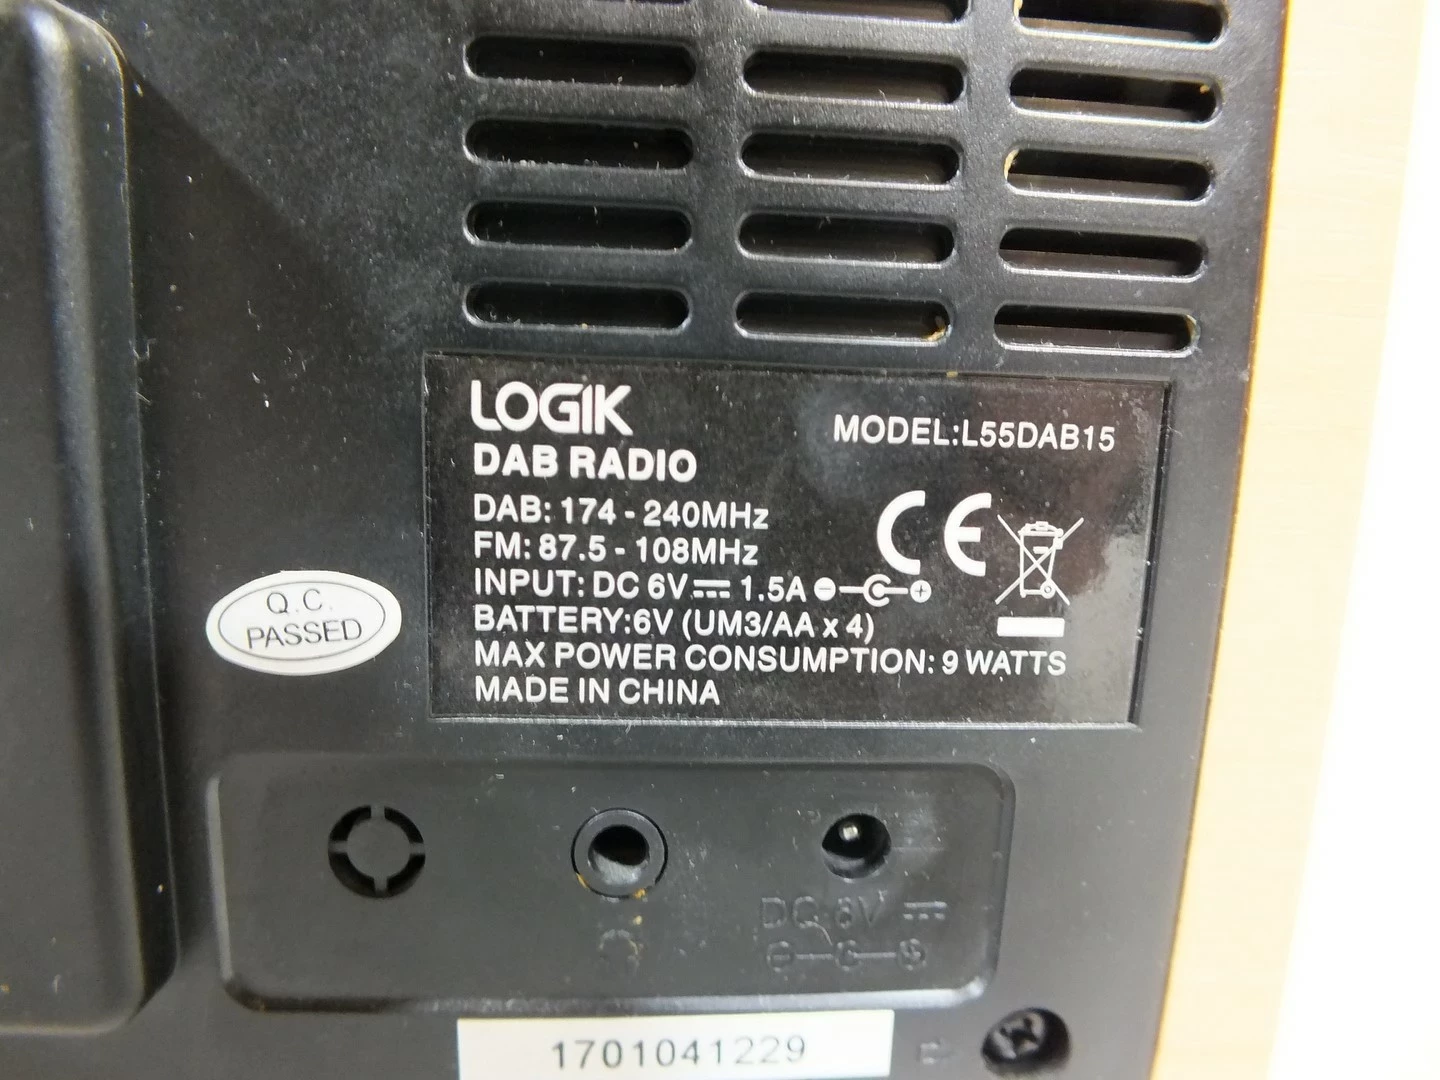 LOGIK
DAB RADIO
MODEL:L55DAB15
DAB: 174 - 240MHz
FM: 87.5 - 108MHz
CE
INPUT: DC 6V 1.5A
BATTERY:6V (UM3/AA x 4)
MAX POWER CONSUMPTION: 9 WATTS
MADE IN CHINA
Q.C.
PASSED
DC 6V
1701041229